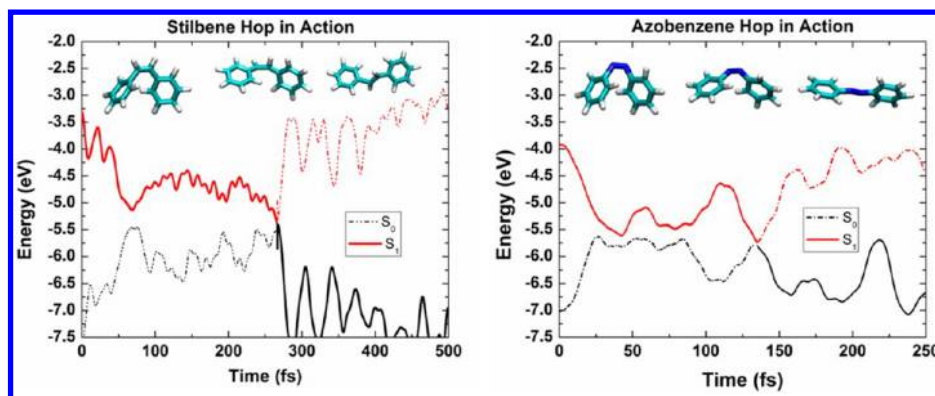 Stilbene Hop in Action
-2.0
-2.5
-3.0
-3.5
-4.0
-4.5
-5.0
-5.5
-6.0
-6.5
-7.0
-7.5
Energy (eV)
S0
S1
0 100 200 300 400 500
Time (fs)
Azobenzene Hop in Action
-2.0
-2.5
-3.0
-3.5
-4.0
-4.5
-5.0
-5.5
-6.0
-6.5
-7.0
-7.5
Energy (eV)
S0
S1
0 50 100 150 200 250
Time (fs)